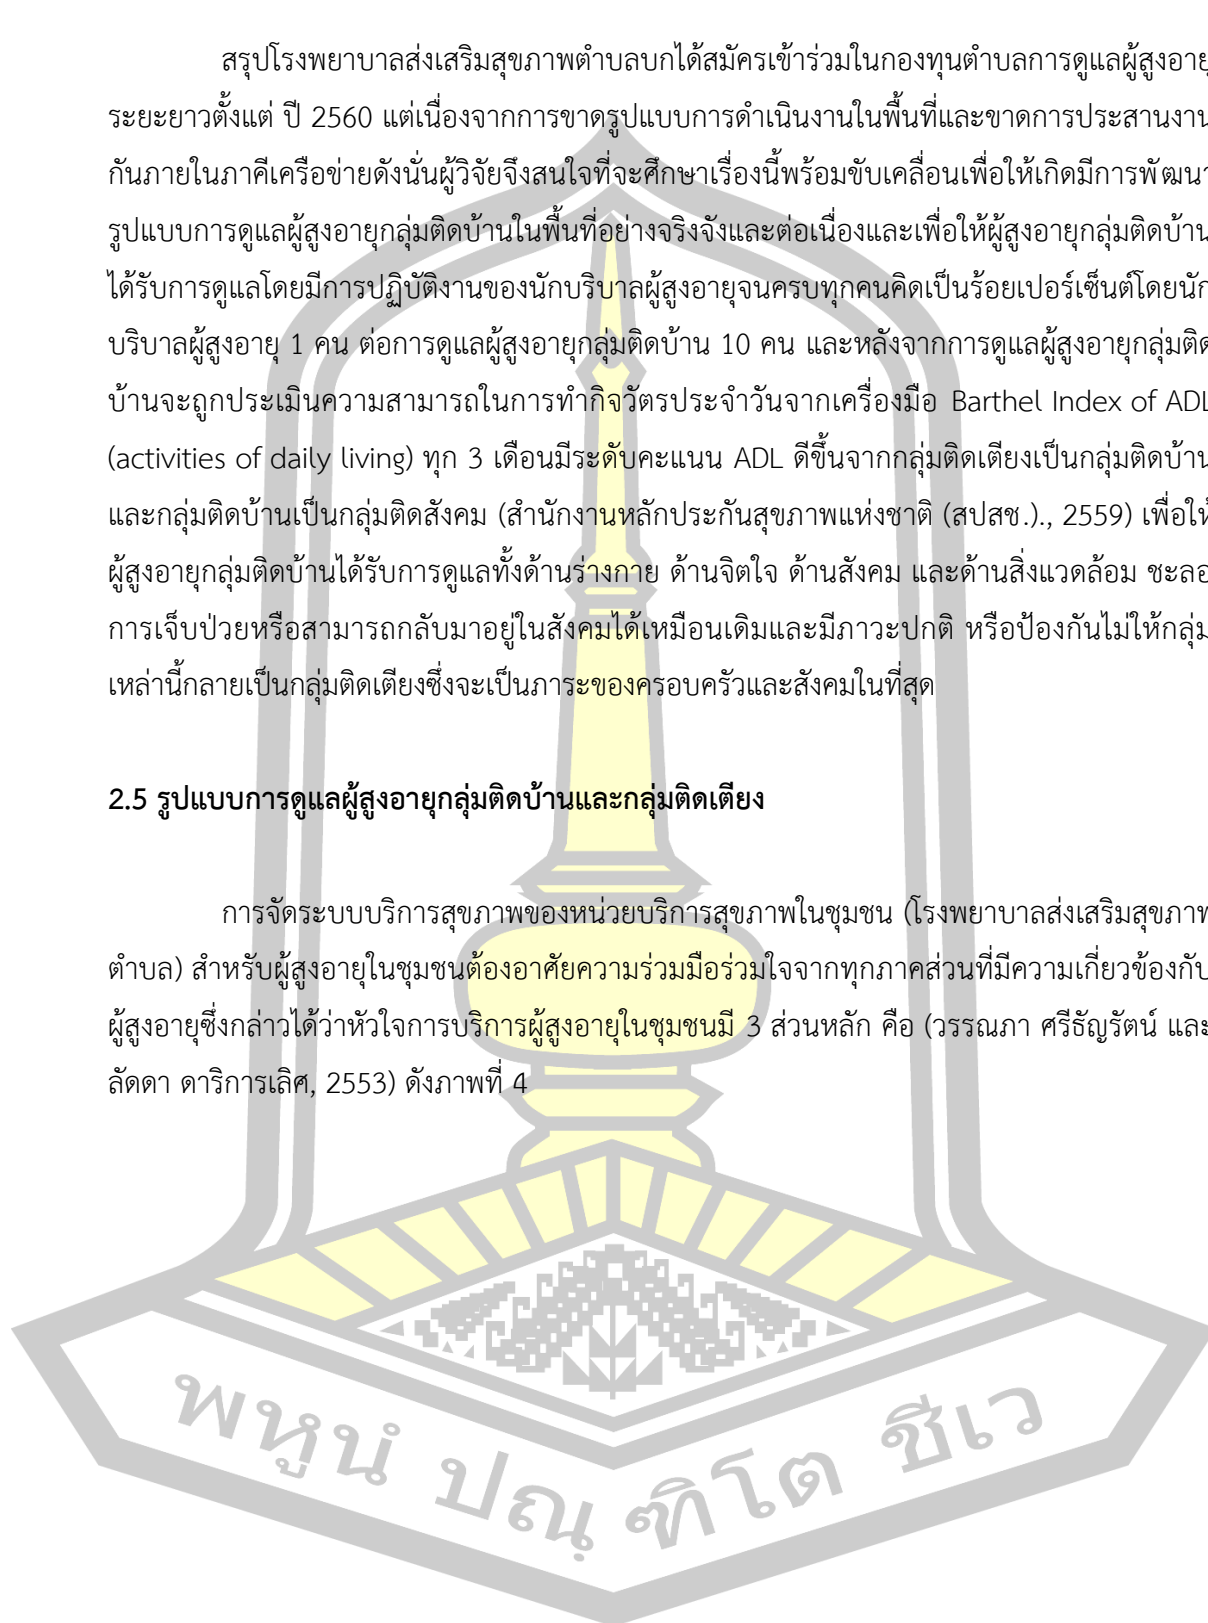 สรุปโรงพยาบาลส่งเสริมสุขภาพตำบลบกได้สมัครเข้าร่วมในกองทุนตำบลการดูแลผู้สูงอายุ
ระยะยาวตั้งแต่ ปี 2560 แต่เนื่องจากการขาดรูปแบบการดำเนินงานในพื้นที่และขาดการประสานงาน
กันภายในภาคีเครือข่ายดังนั่นผู้วิจัยจึงสนใจที่จะศึกษาเรื่องนี้พร้อมขับเคลื่อนเพื่อให้เกิดมีการพัฒนา
รูปแบบการดูแลผู้สูงอายุกลุ่มติดบ้านในพื้นที่อย่างจริงจังและต่อเนื่องและเพื่อให้ผู้สูงอายุกลุ่มติดบ้าน
ได้รับการดูแลโดยมีการปฏิบัติงานของนักบริบาลผู้สูงอายุจนครบทุกคนคิดเป็นร้อยเปอร์เซ็นต์โดยนัก
บริบาลผู้สูงอายุ 1 คน ต่อการดูแลผู้สูงอายุกลุ่มติดบ้าน 10 คน และหลังจากการดูแลผู้สูงอายุกลุ่มติด
บ้านจะถูกประเมินความสามารถในการทำกิจวัตรประจำวันจากเครื่องมือ Barthel Index of ADL
(activities of daily living) ทุก 3 เดือนมีระดับคะแนน ADL ดีขึ้นจากกลุ่มติดเตียงเป็นกลุ่มติดบ้าน
และกลุ่มติดบ้านเป็นกลุ่มติดสังคม (สำนักงานหลักประกันสุขภาพแห่งชาติ (สปสช.)., 2559) เพื่อให้
ผู้สูงอายุกลุ่มติดบ้านได้รับการดูแลทั้งด้านร่างกาย ด้านจิตใจ ด้านสังคม และด้านสิ่งแวดล้อม ชะลอ
การเจ็บป่วยหรือสามารถกลับมาอยู่ในสังคมได้เหมือนเดิมและมีภาวะปกติ หรือป้องกันไม่ให้กลุ่ม
เหล่านี้กลายเป็นกลุ่มติดเตียงซึ่งจะเป็นภาระของครอบครัวและสังคมในที่สุด
2.5 รูปแบบการดูแลผู้สูงอายุกลุ่มติดบ้านและกลุ่มติดเตียง
การจัดระบบบริการสุขภาพของหน่วยบริการสุขภาพในชุมชน (โรงพยาบาลส่งเสริมสุขภาพ
ตำบล) สำหรับผู้สูงอายุในชุมชนต้องอาศัยความร่วมมือร่วมใจจากทุกภาคส่วนที่มีความเกี่ยวข้องกับ
ผู้สูงอายุซึ่งกล่าวได้ว่าหัวใจการบริการผู้สูงอายุในชุมชนมี 3 ส่วนหลัก คือ (วรรณภา ศรีธัญรัตน์ และ
ลัดดา ดาริการเลิศ, 2553) ดังภาพที่ 4
พหูนํ ปณฺ ฑิโต ชีเว